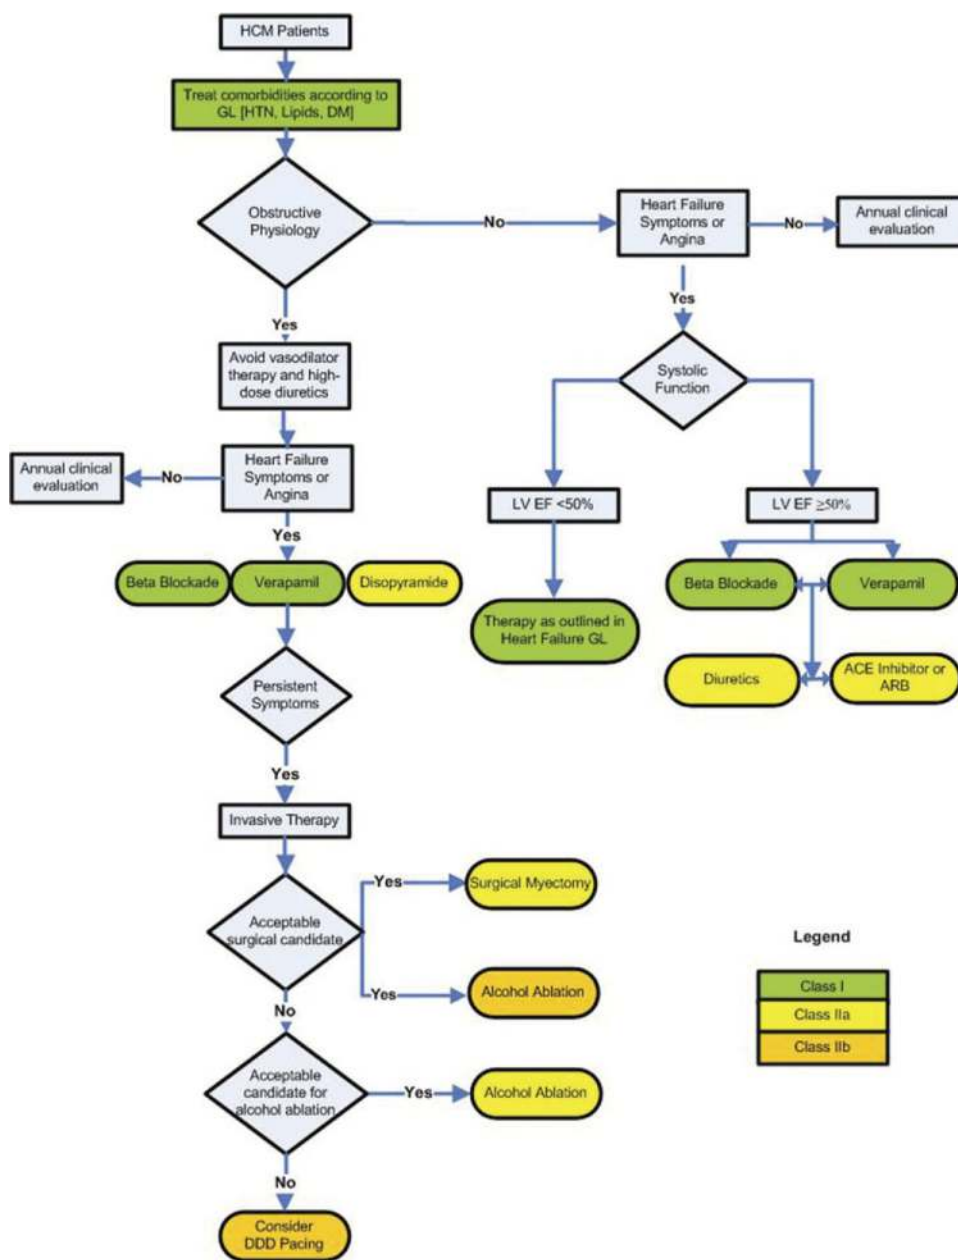 HCM Patients
Treat comorbidities according to
GL [HTN, Lipids, DM]
Obstructive
Physiology
No
Heart Failure
Symptoms or
Angina
No
Annual clinical
evaluation
Yes
Yes
Avoid vasodilator
therapy and high-
dose diuretics
Systolic
Function
Annual clinical
evaluation
No
Heart Failure
Symptoms or
Angina
LV EF <50%
LV EF ≥50%
Yes
Beta Blockade
Verapamil
Disopyramide
Beta Blockade
Verapamil
Therapy as outlined in
Heart Failure GL
Persistent
Symptoms
Diuretics
ACE Inhibitor or
ARB
Yes
Invasive Therapy
Acceptable
surgical candidate
Yes
Surgical Myectomy
Yes
Alcohol Ablation
No
Acceptable
candidate for
alcohol ablation
Yes
Alcohol Ablation
No
Consider
DDD Pacing
Legend
Class I
Class IIa
Class IIb